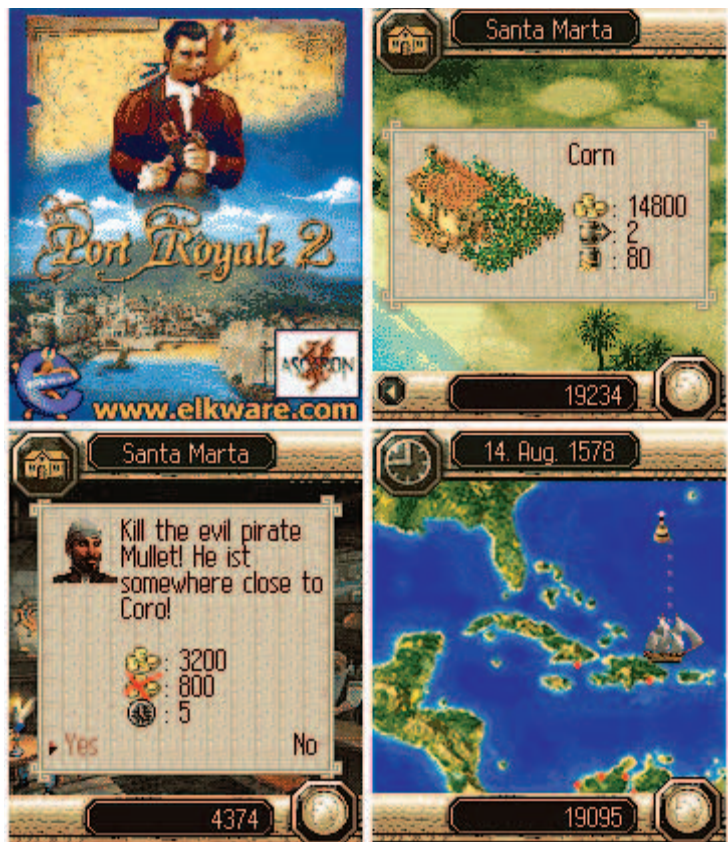 Port Royale 2
ASCARON
www.elkware.com
Santa Marta
Corn
: 14800
: 2
: 80
19234
Santa Marta
Kill the evil pirate
Mullet! He ist
somewhere close to
Coro!
: 3200
: 800
: 5
Yes
No
4374
14. Aug. 1578
19095